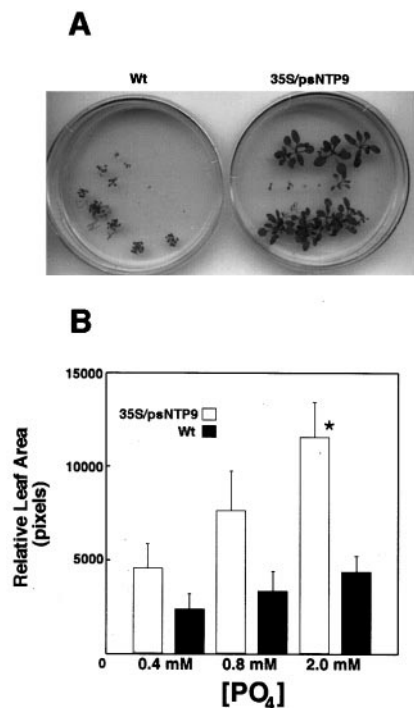 A
Wt 35S/psNTP9
B
15000
35S/psNTP9
Wt
10000
Relative Leaf Area
(pixels)
5000
*
0 0.4 mM 0.8 mM 2.0 mM
[PO4]